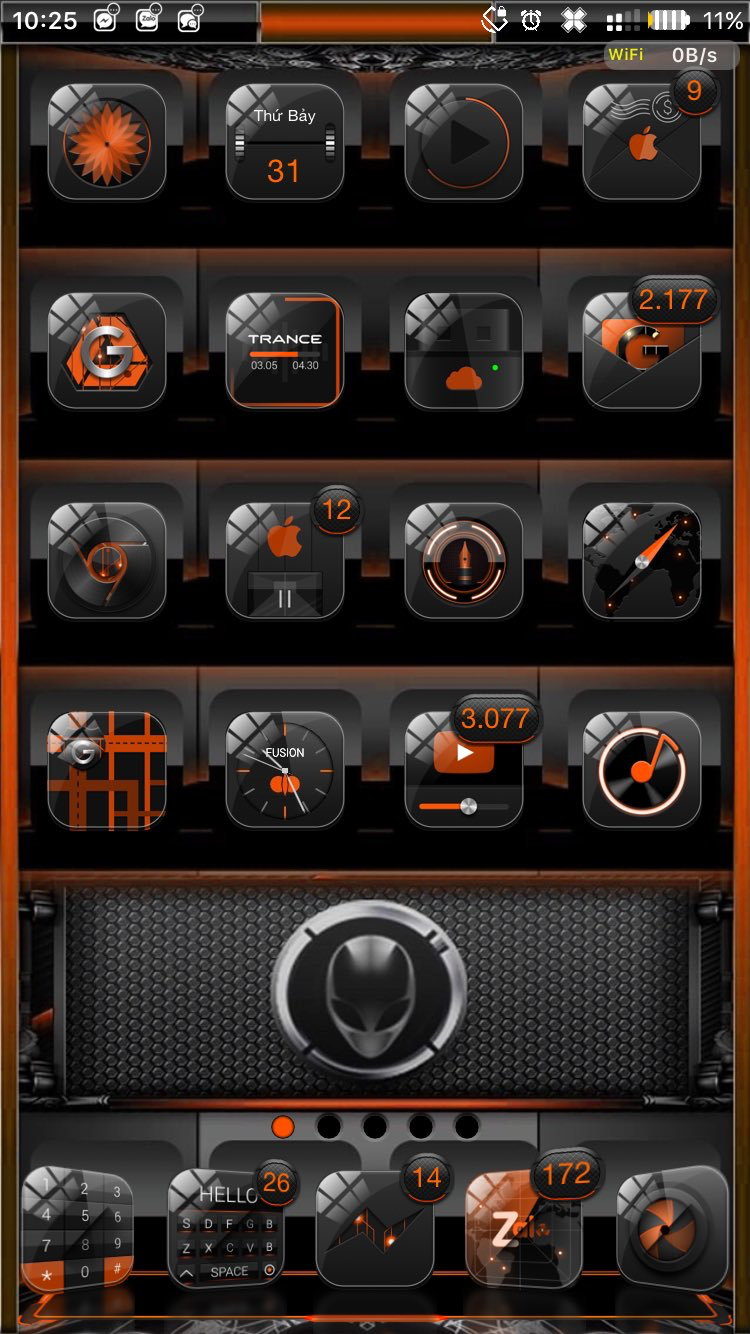 10:25
11%
WiFi 0B/s
9
Thứ Bảy
31
$
2.177
G
G
TRANCE
03.05 04.30
12
3.077
G
FUSION
26
14
172
1 2 3
4 5 6
7 8 9
* 0 #
HELLO
S D F G B
Z X C V B
SPACE
Zalo